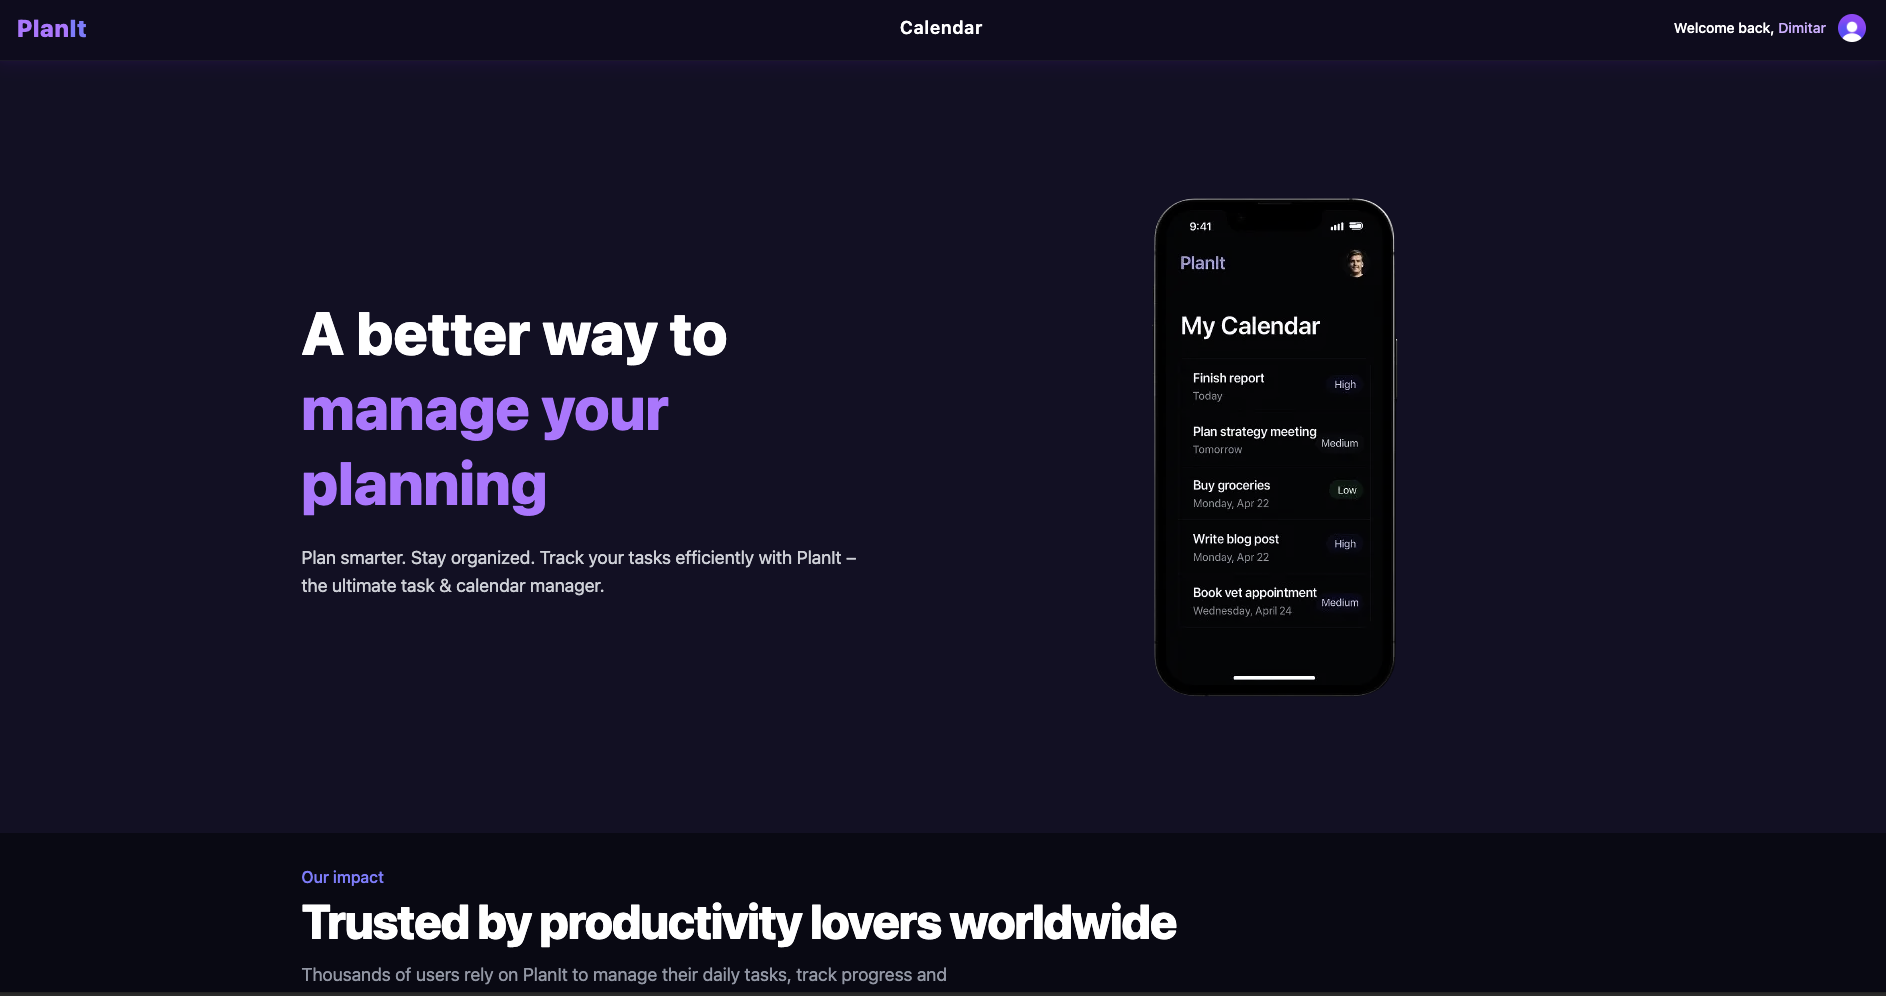 PlanIt
Calendar
Welcome back, Dimitar
A better way to
manage your
planning
Plan smarter. Stay organized. Track your tasks efficiently with PlanIt –
the ultimate task & calendar manager.
9:41
PlanIt
My Calendar
Finish report
High
Today
Plan strategy meeting
Medium
Tomorrow
Buy groceries
Low
Monday, Apr 22
Write blog post
High
Monday, Apr 22
Book vet appointment
Medium
Wednesday, April 24
Our impact
Trusted by productivity lovers worldwide
Thousands of users rely on PlanIt to manage their daily tasks, track progress and